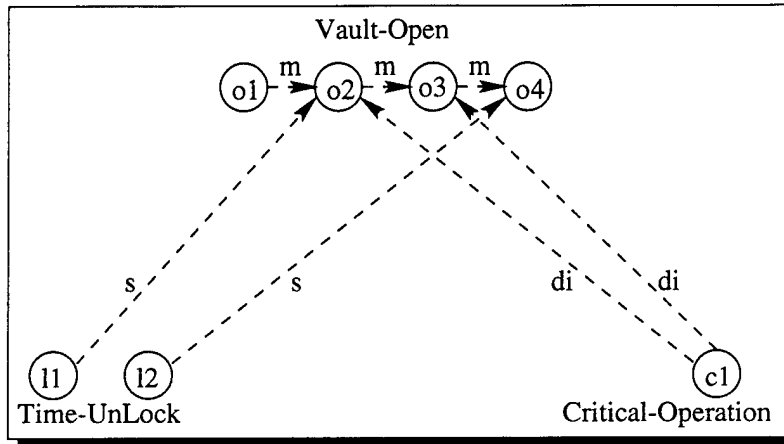 Vault-Open
m m m
o1 o2 o3 o4
s s di di
l1 l2 c1
Time-UnLock Critical-Operation